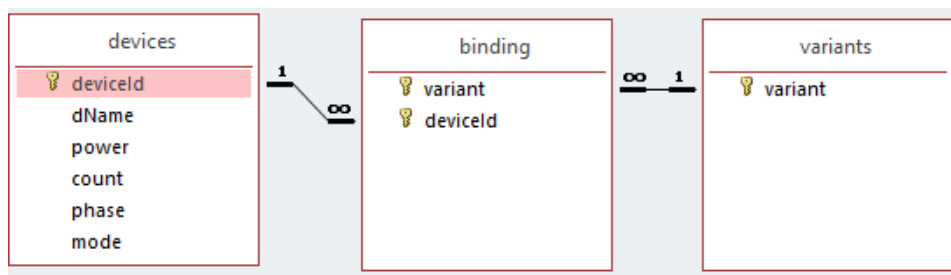 devices
deviceId
dName
power
count
phase
mode
1
∞
binding
variant
deviceId
∞
1
variants
variant